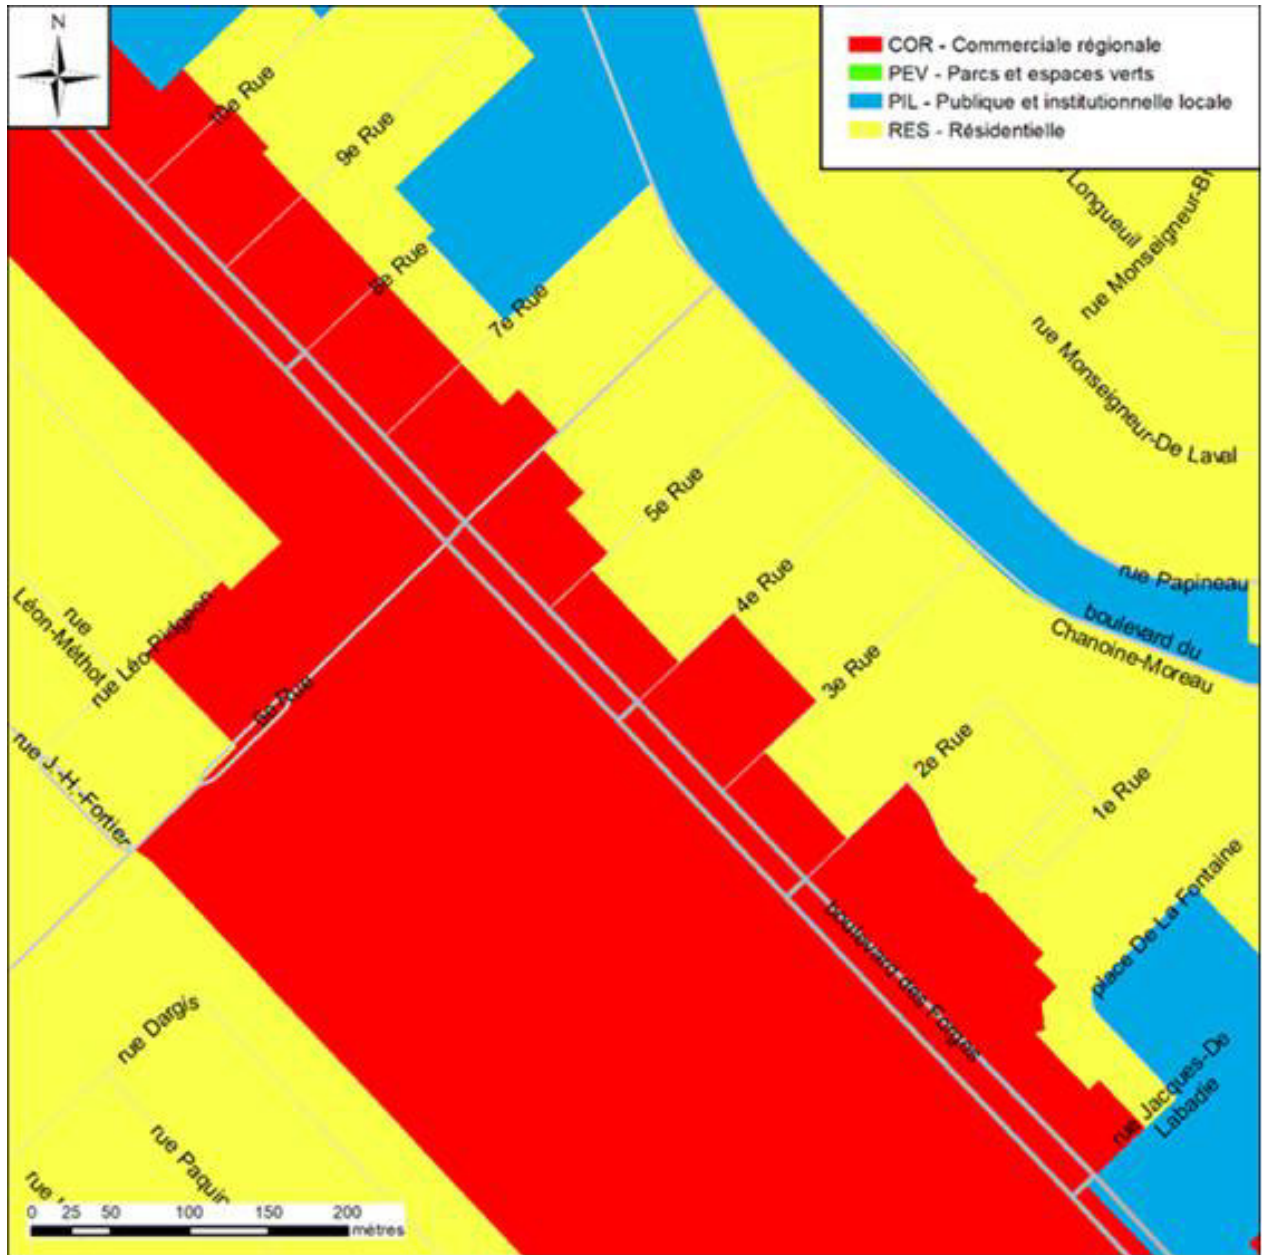 N
COR - Commerciale régionale
PEV - Parcs et espaces verts
PIL - Publique et institutionnelle locale
RES - Résidentielle
10e Rue
9e Rue
8e Rue
7e Rue
Longueuil
rue Monseigneur-Br
rue Monseigneur-De Laval
5e Rue
4e Rue
3e Rue
2e Rue
1e Rue
rue Papineau
boulevard du
Chanoine-Moreau
rue
Léon-Méthot
rue Léo-Pidgeon
6e Rue
rue J.-H.-Fortier
boulevard des Forges
place De La Fontaine
rue Jacques-De
Labadie
rue Dargis
rue Paquin
rue
0 25 50 100 150 200
mètres